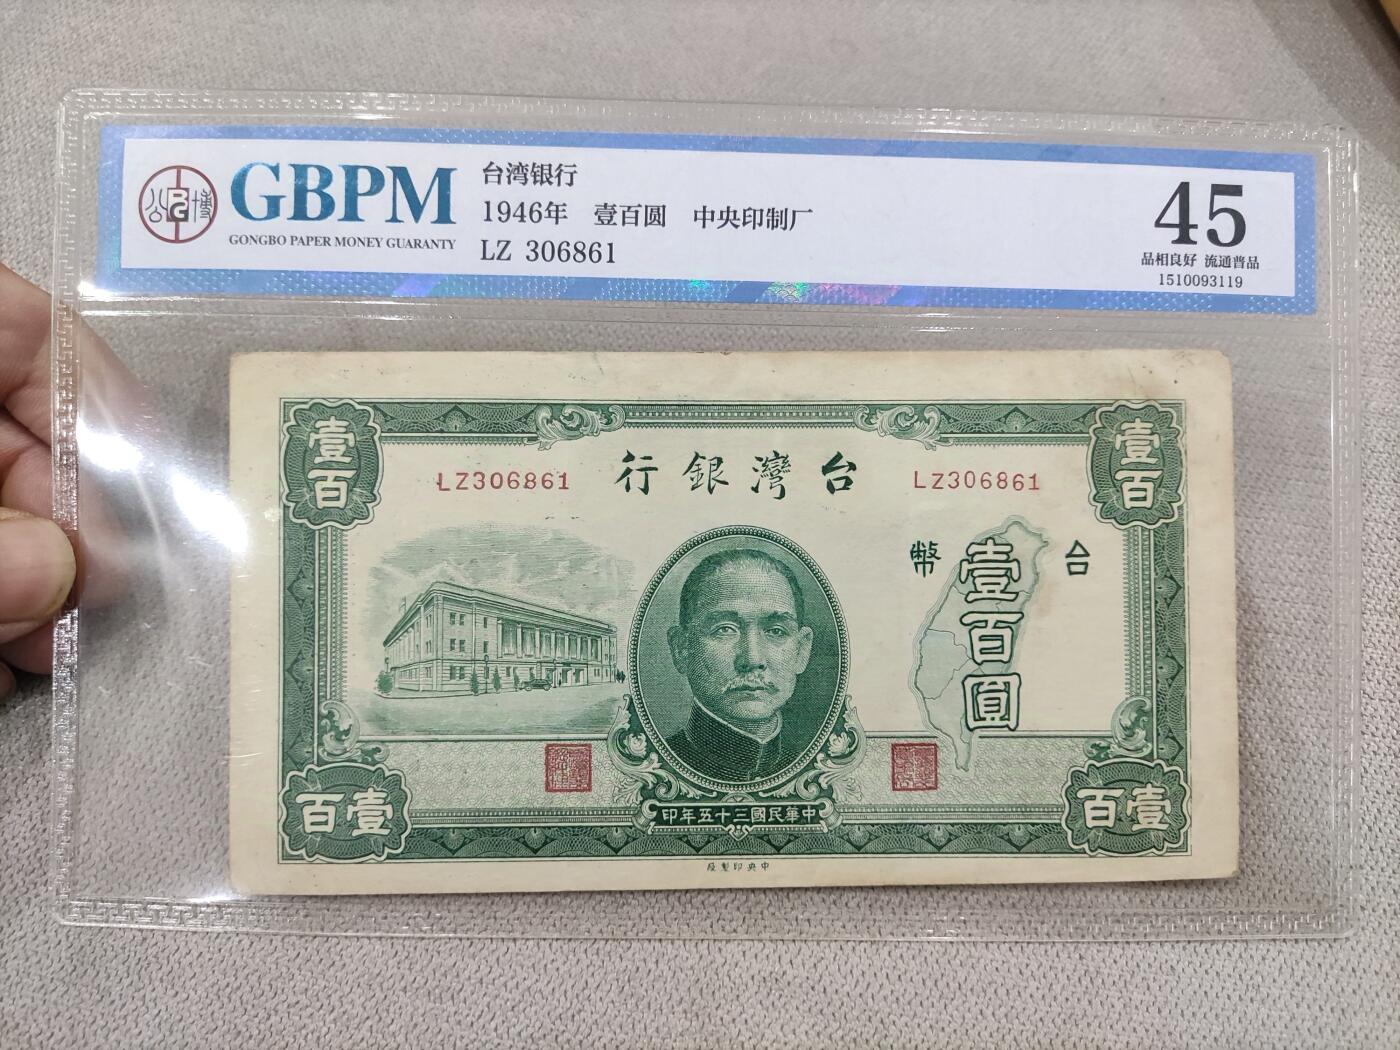 公 PG 博
GBPM
GONGBO PAPER MONEY GUARANTY
台湾银行
1946年 壹百圆 中央印制厂
LZ 306861
45
品相良好 流通普品
1510093119
壹百
壹百
LZ306861
行銀灣台
LZ306861
幣
台
壹百圓
印年五十三國民華中
百壹
百壹
廠製印央中